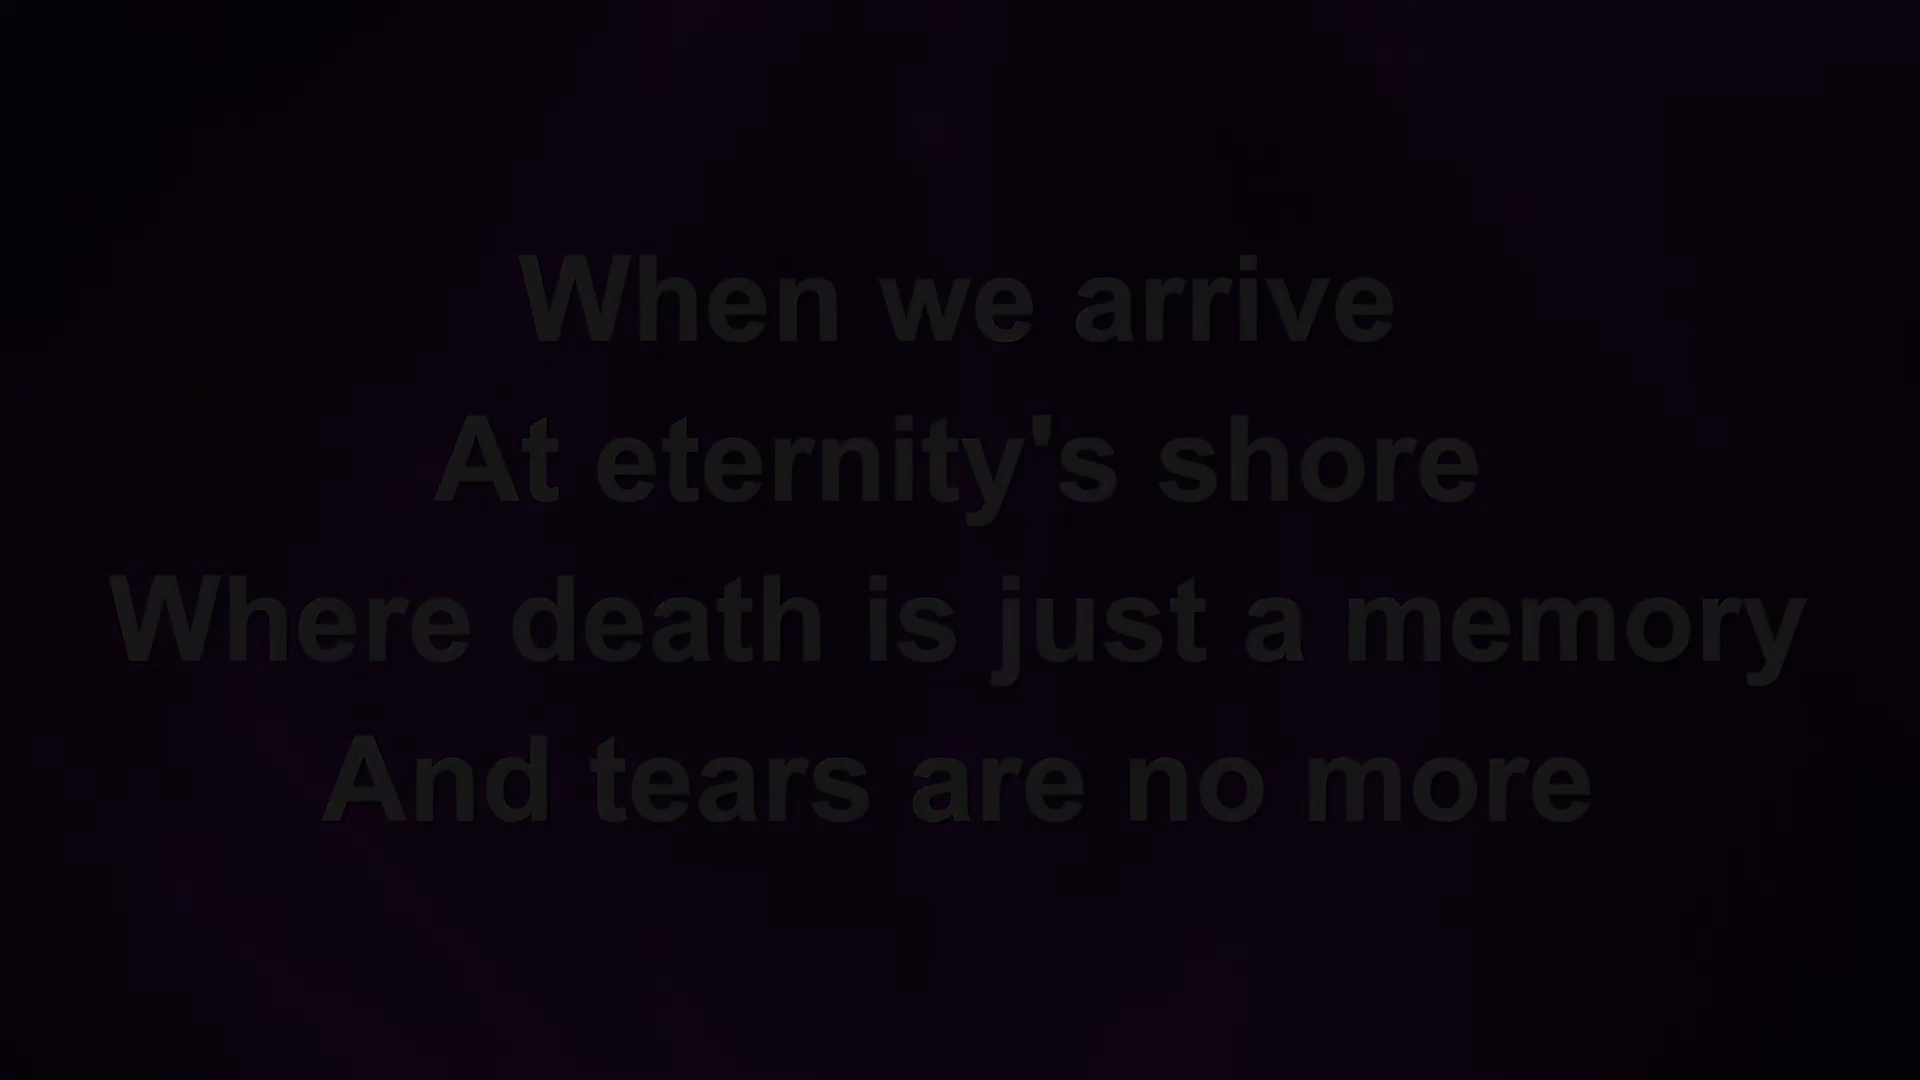 When we arrive
At eternity's shore
Where death is just a memory
And tears are no more